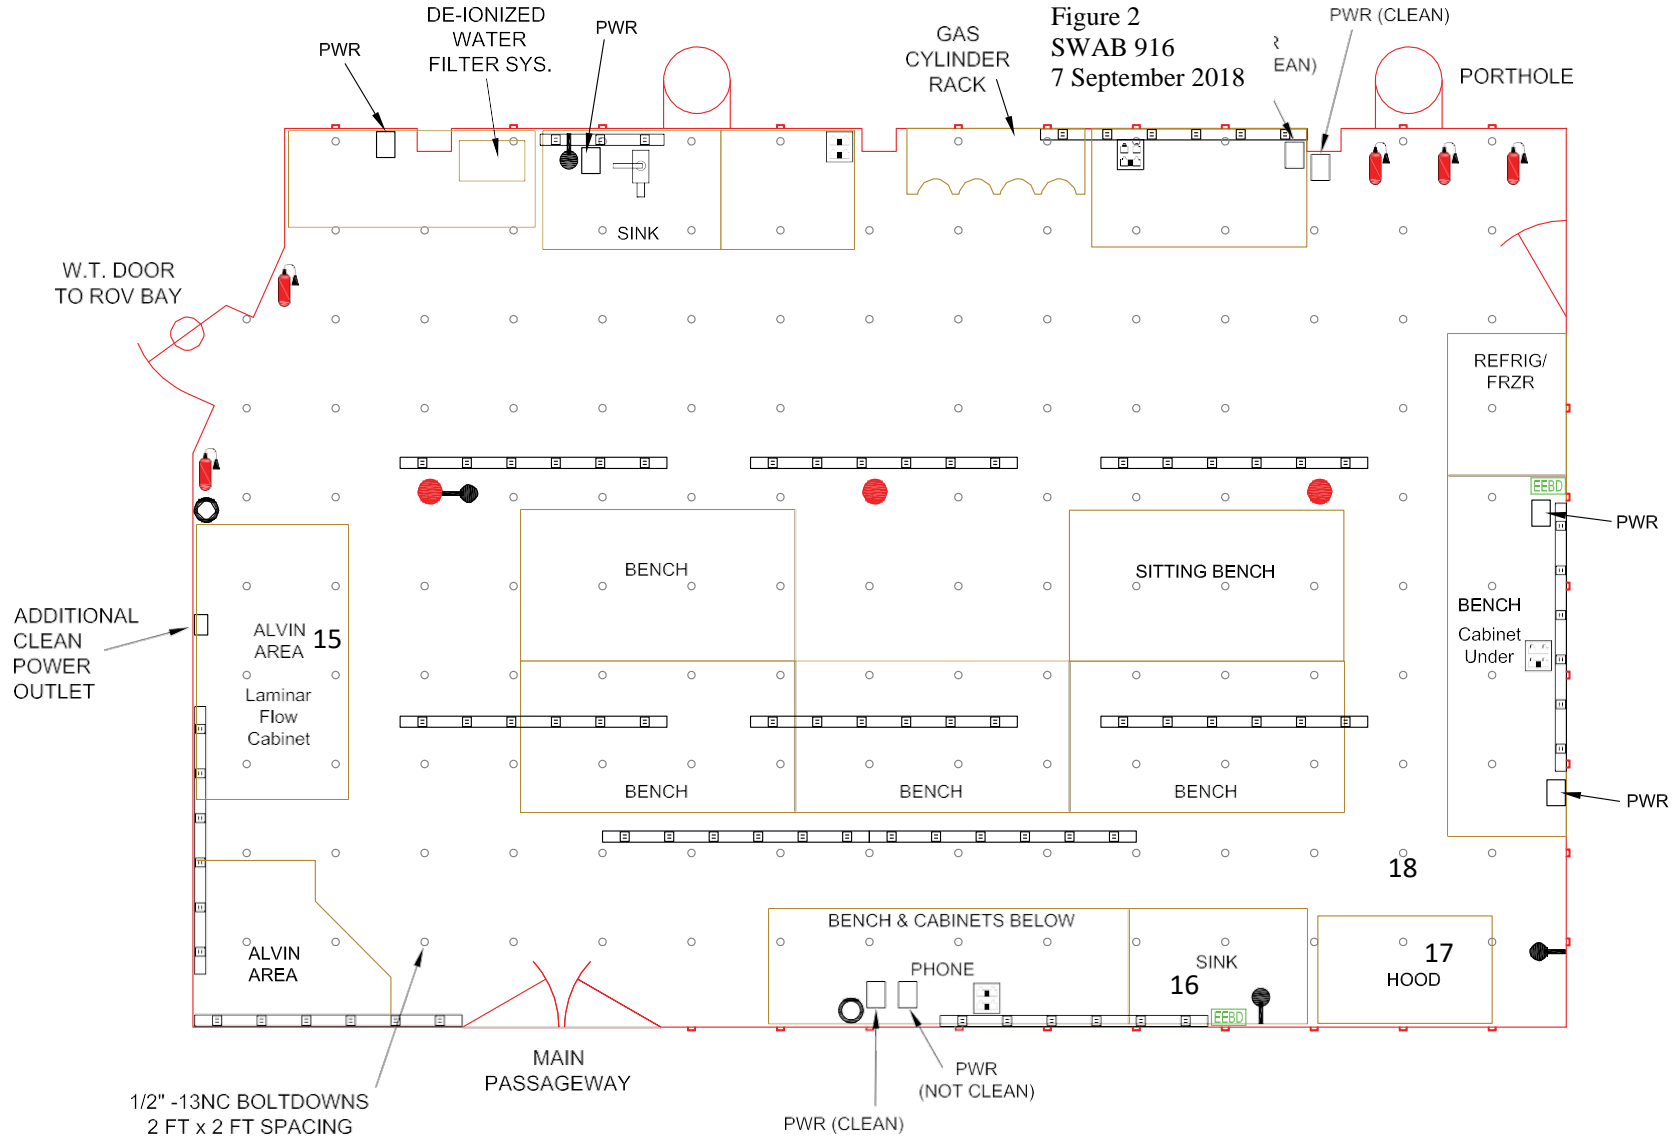 DE-IONIZED
WATER
FILTER SYS.
PWR
PWR
GAS
CYLINDER
RACK
Figure 2
SWAB 916
7 September 2018
R
EAN)
PWR (CLEAN)
PORTHOLE
SINK
W.T. DOOR
TO ROV BAY
REFRIG/
FRZR
EEBD
PWR
BENCH
SITTING BENCH
ADDITIONAL
CLEAN
POWER
OUTLET
ALVIN
AREA
15
Laminar
Flow
Cabinet
BENCH
Cabinet
Under
BENCH
BENCH
BENCH
PWR
18
BENCH & CABINETS BELOW
PHONE
SINK
16
17
HOOD
EEBD
ALVIN
AREA
MAIN
PASSAGEWAY
PWR
(NOT CLEAN)
PWR (CLEAN)
1/2" -13NC BOLTDOWNS
2 FT x 2 FT SPACING